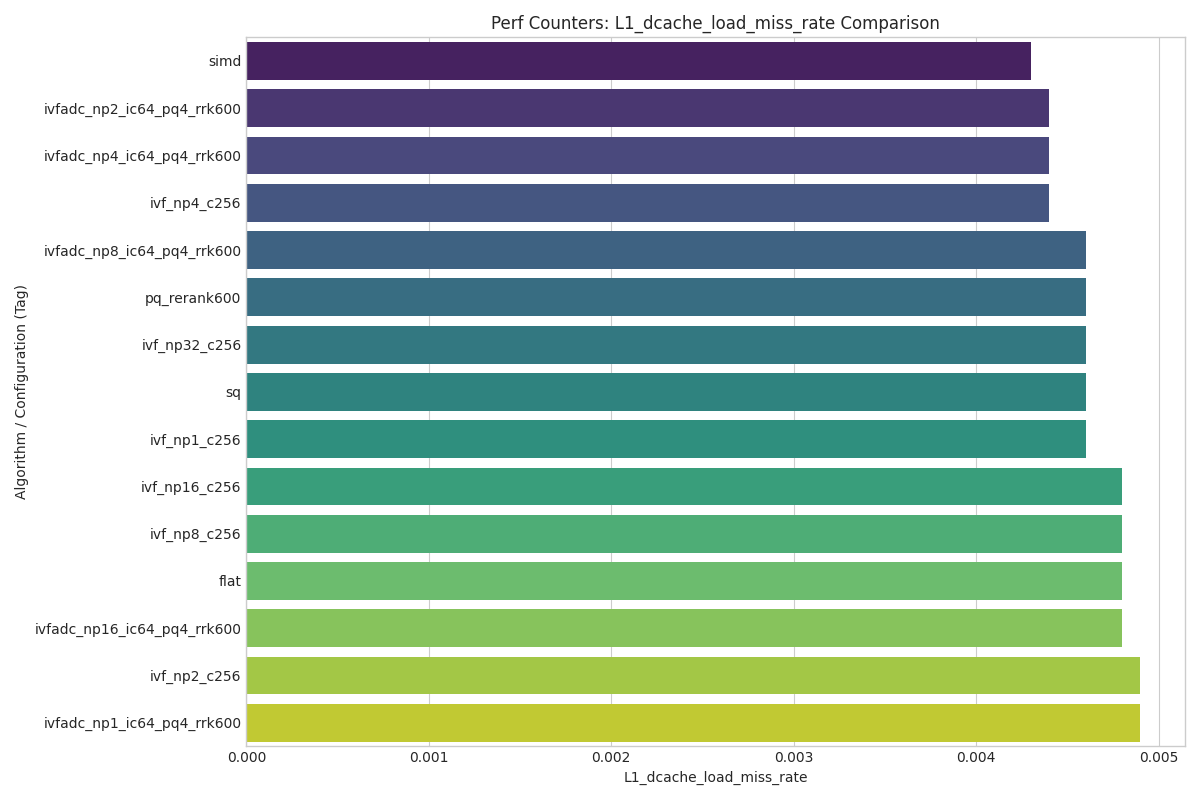 Perf Counters: L1_dcache_load_miss_rate Comparison
Algorithm / Configuration (Tag)
simd
ivfadc_np2_ic64_pq4_rrk600
ivfadc_np4_ic64_pq4_rrk600
ivf_np4_c256
ivfadc_np8_ic64_pq4_rrk600
pq_rerank600
ivf_np32_c256
sq
ivf_np1_c256
ivf_np16_c256
ivf_np8_c256
flat
ivfadc_np16_ic64_pq4_rrk600
ivf_np2_c256
ivfadc_np1_ic64_pq4_rrk600
0.000 0.001 0.002 0.003 0.004 0.005
L1_dcache_load_miss_rate